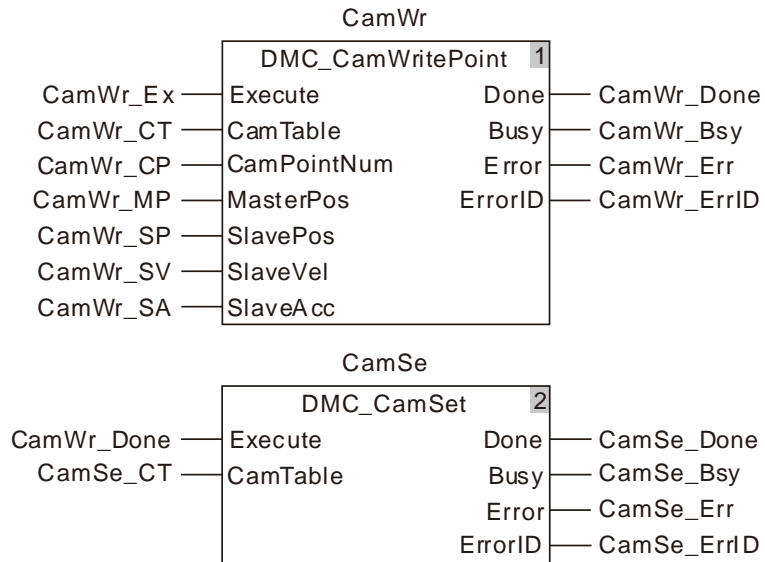 CamWr
DMC_CamWritePoint 1
CamWr_Ex Execute Done CamWr_Done
CamWr_CT CamTable Busy CamWr_Bsy
CamWr_CP CamPointNum Error CamWr_Err
CamWr_MP MasterPos ErrorID CamWr_ErrID
CamWr_SP SlavePos
CamWr_SV SlaveVel
CamWr_SA SlaveAcc
CamSe
DMC_CamSet 2
CamWr_Done Execute Done CamSe_Done
CamSe_CT CamTable Busy CamSe_Bsy
Error CamSe_Err
ErrorID CamSe_ErrID